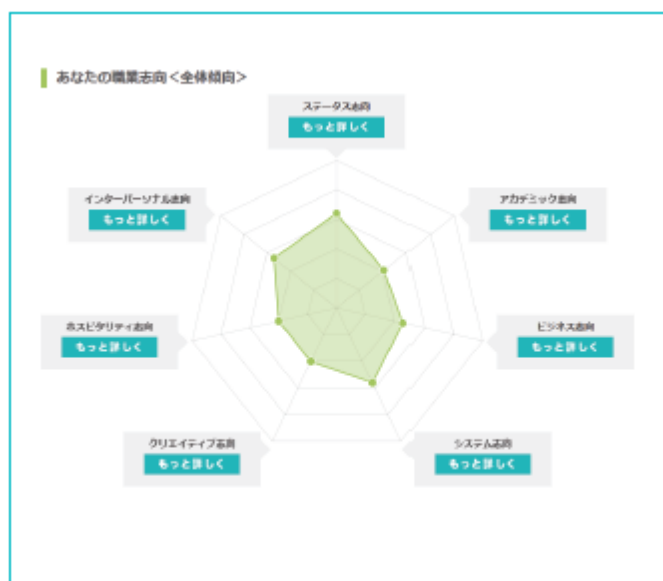 あなたの職業志向＜全体傾向＞
ステータス志向
もっと詳しく
インターパーソナル志向
もっと詳しく
アカデミック志向
もっと詳しく
ホスピタリティ志向
もっと詳しく
ビジネス志向
もっと詳しく
クリエイティブ志向
もっと詳しく
システム志向
もっと詳しく